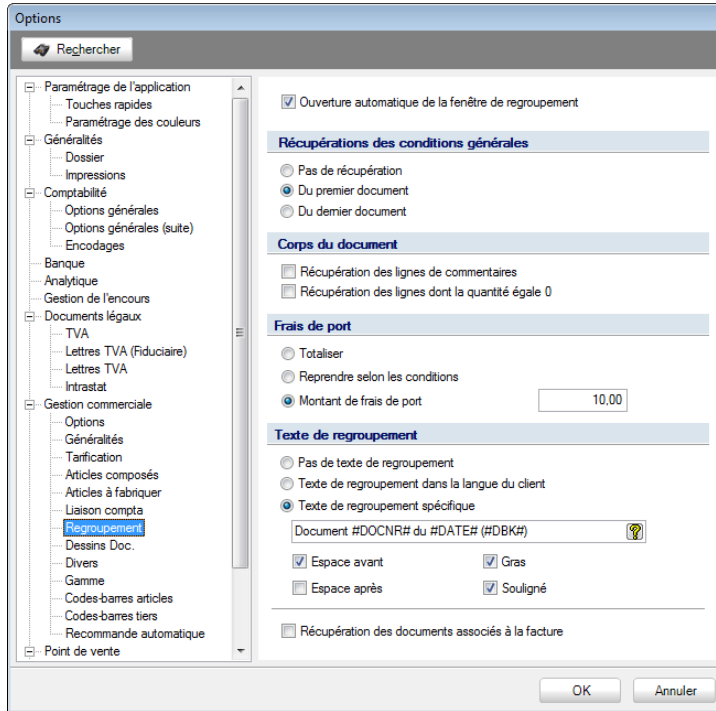 Options
Rechercher
Paramétrage de l'application
Touches rapides
Paramétrage des couleurs
Généralités
Dossier
Impressions
Comptabilité
Options générales
Options générales (suite)
Encodages
Banque
Analytique
Gestion de l'encours
Documents légaux
TVA
Lettres TVA (Fiduciaire)
Lettres TVA
Intrastat
Gestion commerciale
Options
Généralités
Tarification
Articles composés
Articles à fabriquer
Liaison compta
Regroupement
Dessins Doc.
Divers
Gamme
Codes-barres articles
Codes-barres tiers
Recommande automatique
Point de vente
Ouverture automatique de la fenêtre de regroupement
Récupérations des conditions générales
Pas de récupération
Du premier document
Du dernier document
Corps du document
Récupération des lignes de commentaires
Récupération des lignes dont la quantité égale 0
Frais de port
Totaliser
Reprendre selon les conditions
Montant de frais de port 10,00
Texte de regroupement
Pas de texte de regroupement
Texte de regroupement dans la langue du client
Texte de regroupement spécifique
Document #DOCNR# du #DATE# (#DBK#) ?
Espace avant Gras
Espace après Souligné
Récupération des documents associés à la facture
OK Annuler